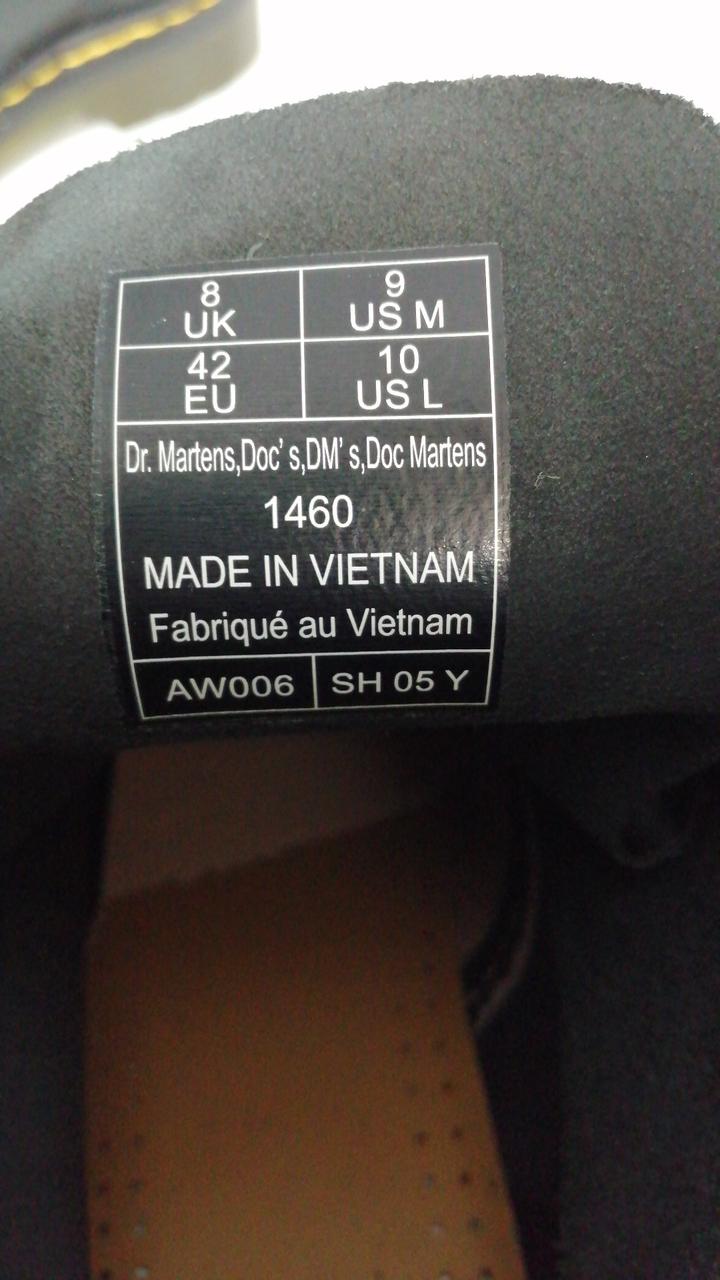 8
UK
9
US M
42
EU
10
US L
Dr. Martens,Doc' s,DM' s,Doc Martens
1460
MADE IN VIETNAM
Fabriqué au Vietnam
AW006
SH 05 Y